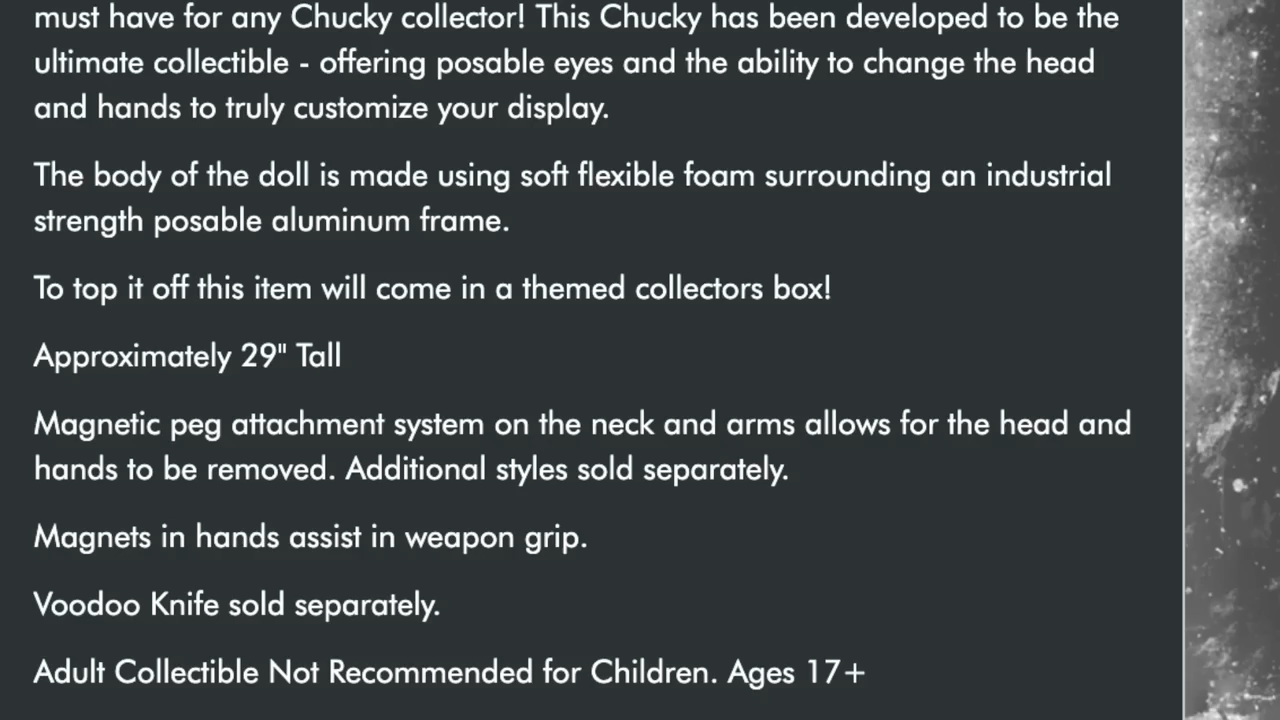 must have for any Chucky collector! This Chucky has been developed to be the
ultimate collectible - offering posable eyes and the ability to change the head
and hands to truly customize your display.
The body of the doll is made using soft flexible foam surrounding an industrial
strength posable aluminum frame.
To top it off this item will come in a themed collectors box!
Approximately 29" Tall
Magnetic peg attachment system on the neck and arms allows for the head and
hands to be removed. Additional styles sold separately.
Magnets in hands assist in weapon grip.
Voodoo Knife sold separately.
Adult Collectible Not Recommended for Children. Ages 17+